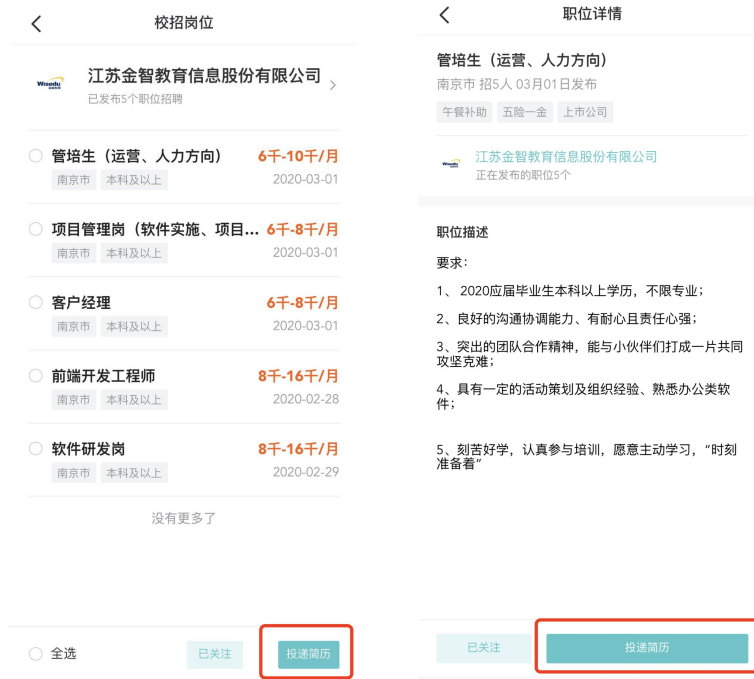 校招岗位
Wisedu
江苏金智教育信息股份有限公司
已发布5个职位招聘
管培生（运营、人力方向） 6千-10千/月
南京市 本科及以上 2020-03-01
项目管理岗（软件实施、项目... 6千-8千/月
南京市 本科及以上 2020-03-01
客户经理 6千-8千/月
南京市 本科及以上 2020-03-01
前端开发工程师 8千-16千/月
南京市 本科及以上 2020-02-28
软件研发岗 8千-16千/月
南京市 本科及以上 2020-02-29
没有更多了
全选 已关注 投递简历
职位详情
管培生（运营、人力方向）
南京市 招5人 03月01日发布
午餐补助 五险一金 上市公司
Wisedu
江苏金智教育信息股份有限公司
正在发布的职位5个
职位描述
要求：
1、 2020应届毕业生本科以上学历，不限专业；
2、良好的沟通协调能力、有耐心且责任心强；
3、突出的团队合作精神，能与小伙伴们打成一片共同
攻坚克难；
4、具有一定的活动策划及组织经验、熟悉办公类软
件；
5、刻苦好学，认真参与培训，愿意主动学习，“时刻
准备着”
已关注 投递简历